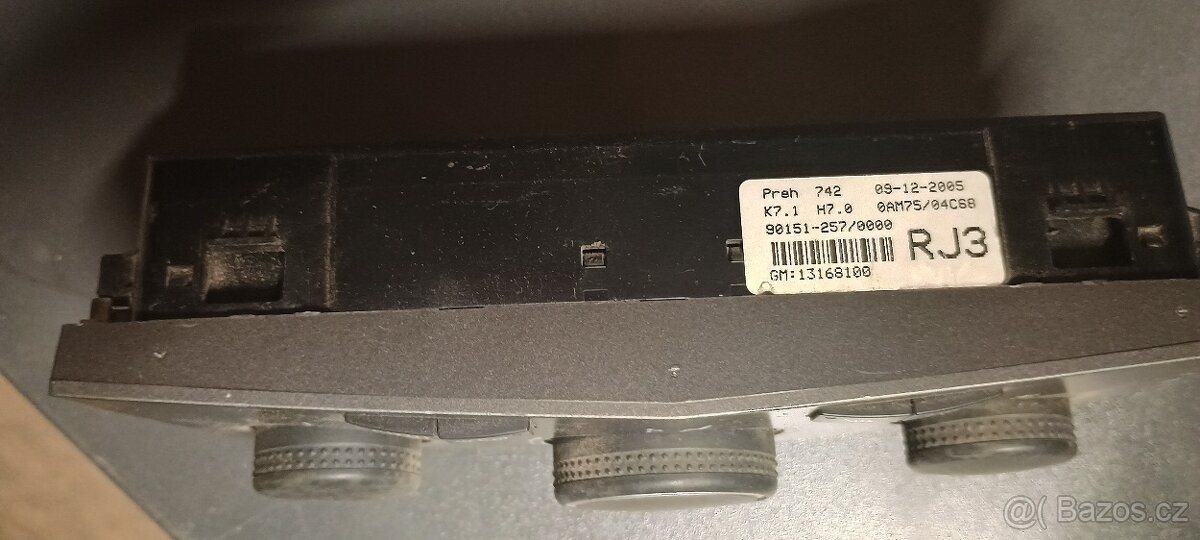 Preh 742 09-12-2005
K7.1 H7.0 0AM75/04C68
90151-257/0000
RJ3
GM:13168100
@( Bazos.cz